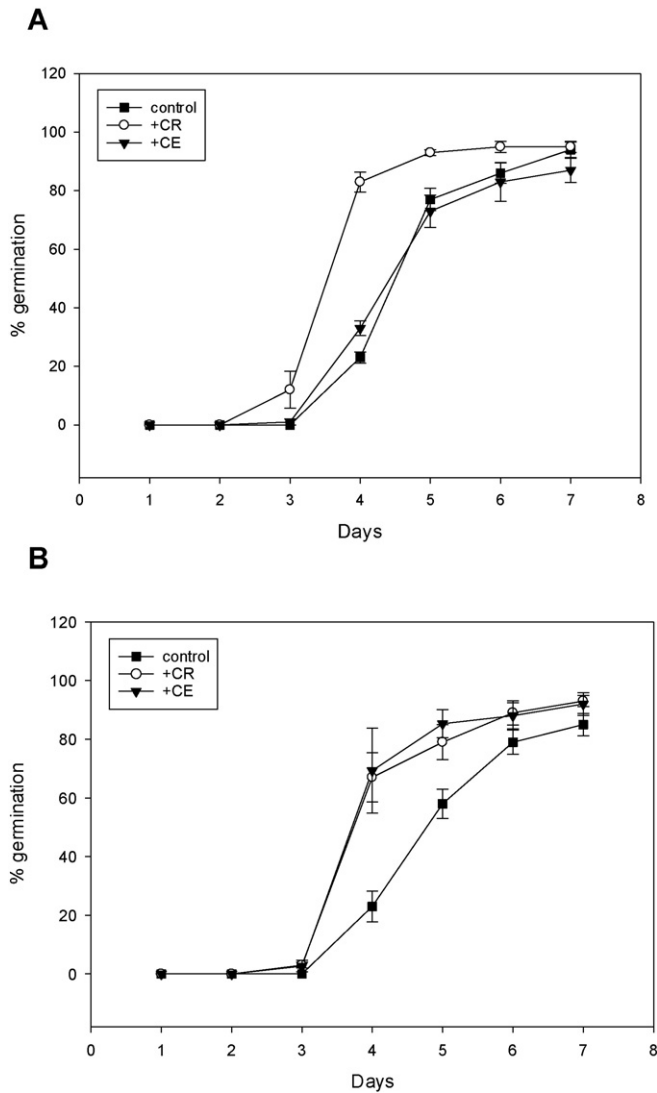 A
120
100
80
60
40
20
0
% germination
control
+CR
+CE
0 1 2 3 4 5 6 7 8
Days
B
120
100
80
60
40
20
0
% germination
control
+CR
+CE
0 1 2 3 4 5 6 7 8
Days